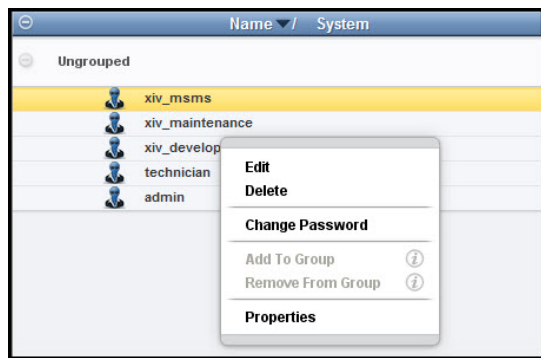 Name / System
Ungrouped
xiv_msms
xiv_maintenance
xiv_develop
technician
admin
Edit
Delete
Change Password
Add To Group
Remove From Group
Properties